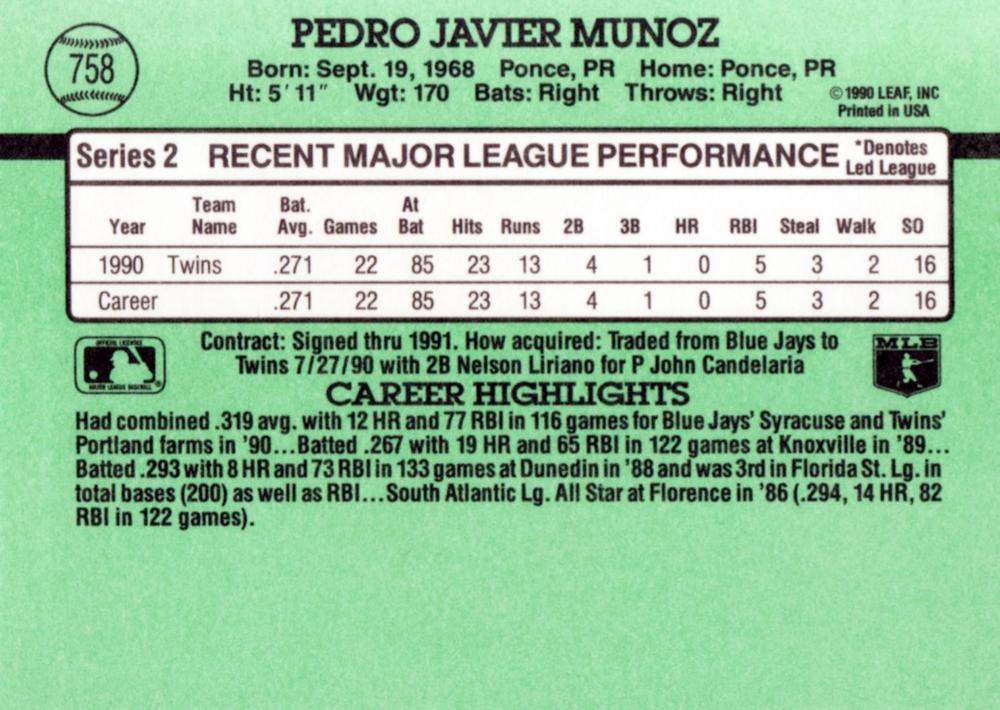 758
PEDRO JAVIER MUNOZ
Born: Sept. 19, 1968 Ponce, PR Home: Ponce, PR
Ht: 5' 11" Wgt: 170 Bats: Right Throws: Right
©1990 LEAF, INC
Printed in USA
Series 2 RECENT MAJOR LEAGUE PERFORMANCE *Denotes
Led League
Year Team Name Bat. Avg. Games At Bat Hits Runs 2B 3B HR RBI Steal Walk SO
1990 Twins .271 22 85 23 13 4 1 0 5 3 2 16
Career .271 22 85 23 13 4 1 0 5 3 2 16
OFFICIAL LICENSEE
MAJOR LEAGUE BASEBALL
®
Contract: Signed thru 1991. How acquired: Traded from Blue Jays to
Twins 7/27/90 with 2B Nelson Liriano for P John Candelaria
MLB
CAREER HIGHLIGHTS
Had combined .319 avg. with 12 HR and 77 RBI in 116 games for Blue Jays' Syracuse and Twins'
Portland farms in '90...Batted .267 with 19 HR and 65 RBI in 122 games at Knoxville in '89...
Batted .293 with 8 HR and 73 RBI in 133 games at Dunedin in '88 and was 3rd in Florida St. Lg. in
total bases (200) as well as RBI...South Atlantic Lg. All Star at Florence in '86 (.294, 14 HR, 82
RBI in 122 games).